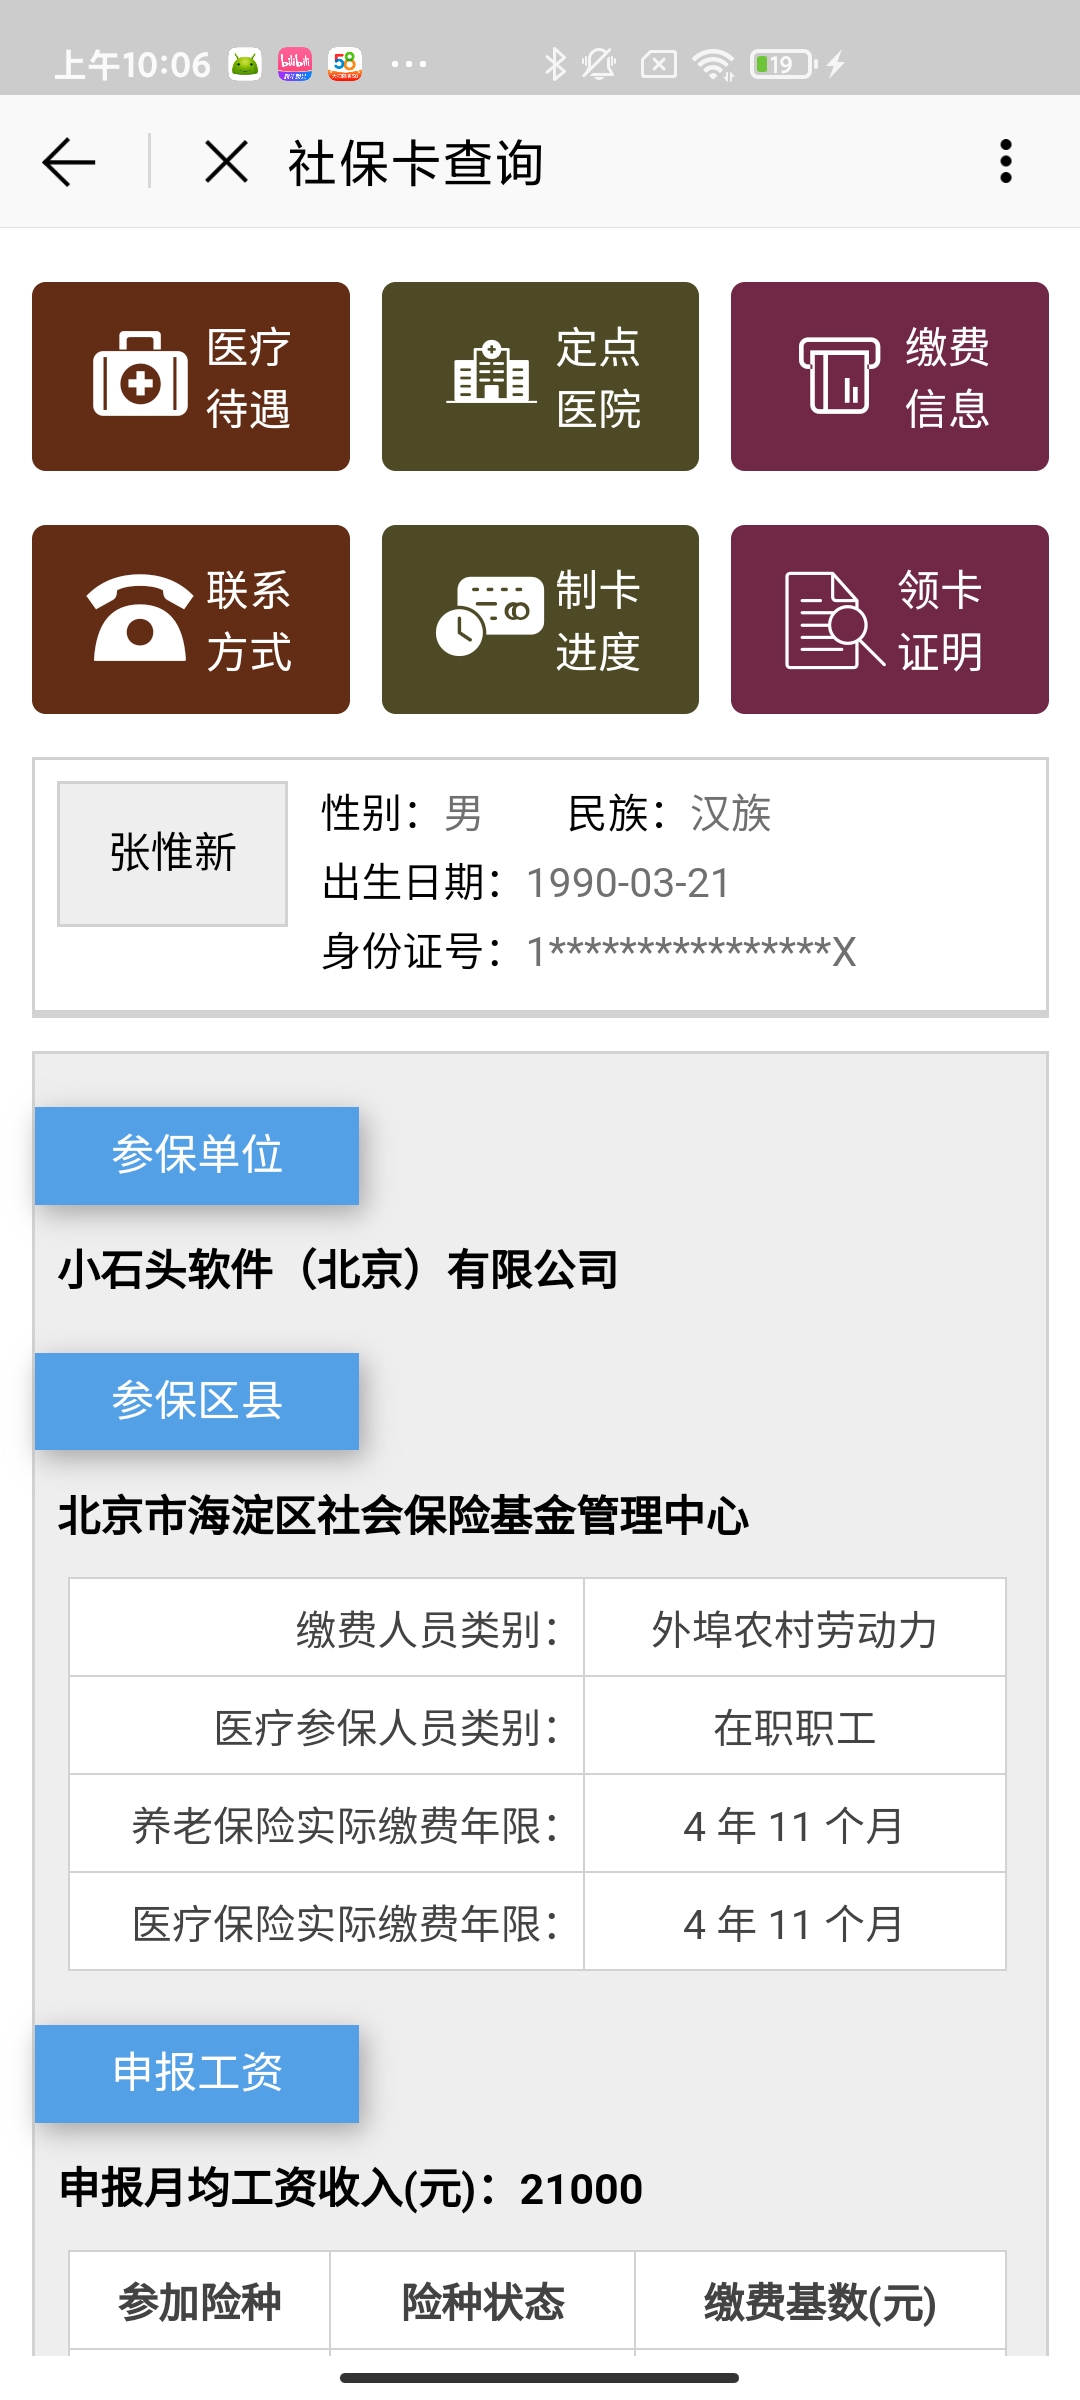 上午10:06
bilibili
58
19
社保卡查询
医疗待遇
定点医院
缴费信息
联系方式
制卡进度
领卡证明
张惟新
性别：男 民族：汉族
出生日期：1990-03-21
身份证号：1****************X
参保单位
小石头软件（北京）有限公司
参保区县
北京市海淀区社会保险基金管理中心
缴费人员类别： 外埠农村劳动力
医疗参保人员类别： 在职职工
养老保险实际缴费年限： 4 年 11 个月
医疗保险实际缴费年限： 4 年 11 个月
申报工资
申报月均工资收入(元)：21000
参加险种 险种状态 缴费基数(元)